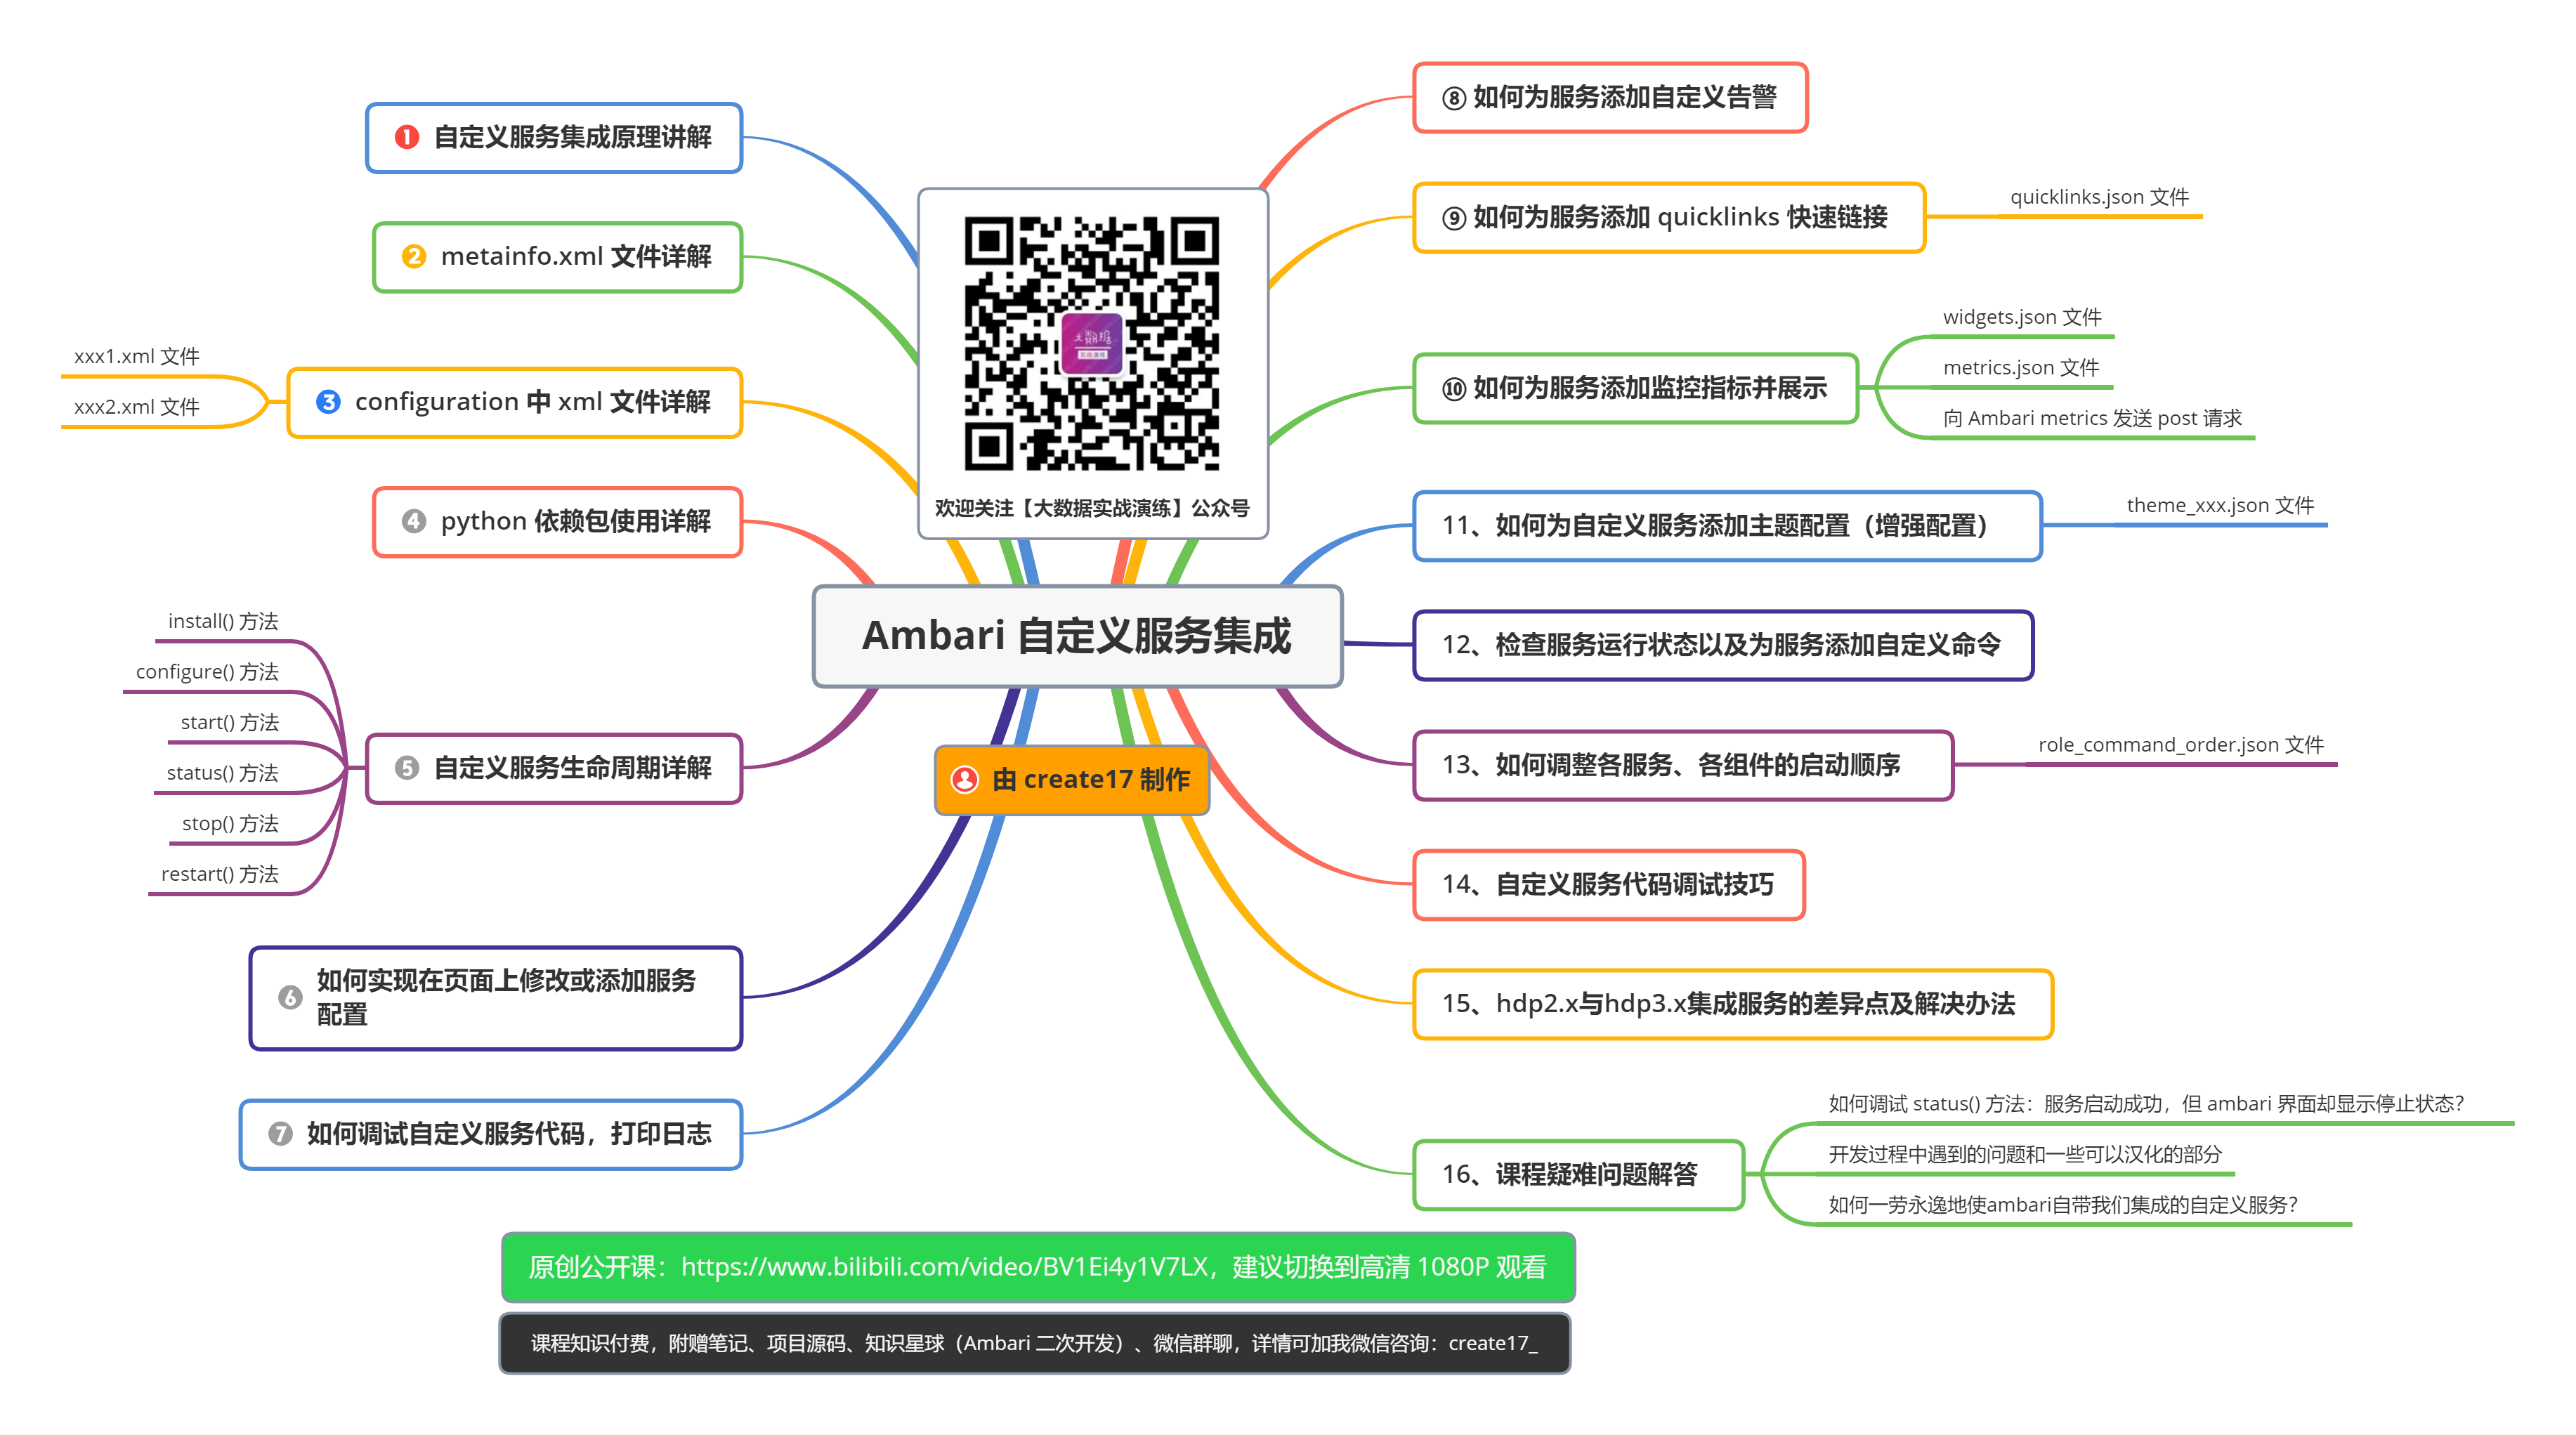 ❶ 自定义服务集成原理讲解
❷ metainfo.xml 文件详解
❸ configuration 中 xml 文件详解
xxx1.xml 文件
xxx2.xml 文件
❹ python 依赖包使用详解
❺ 自定义服务生命周期详解
install() 方法
configure() 方法
start() 方法
status() 方法
stop() 方法
restart() 方法
❻ 如何实现在页面上修改或添加服务
配置
❼ 如何调试自定义服务代码，打印日志
欢迎关注【大数据实战演练】公众号
Ambari 自定义服务集成
由 create17 制作
⑧ 如何为服务添加自定义告警
⑨ 如何为服务添加 quicklinks 快速链接
quicklinks.json 文件
⑩ 如何为服务添加监控指标并展示
widgets.json 文件
metrics.json 文件
向 Ambari metrics 发送 post 请求
11、如何为自定义服务添加主题配置（增强配置）
theme_xxx.json 文件
12、检查服务运行状态以及为服务添加自定义命令
13、如何调整各服务、各组件的启动顺序
role_command_order.json 文件
14、自定义服务代码调试技巧
15、hdp2.x与hdp3.x集成服务的差异点及解决办法
16、课程疑难问题解答
如何调试 status() 方法：服务启动成功，但 ambari 界面却显示停止状态？
开发过程中遇到的问题和一些可以汉化的部分
如何一劳永逸地使ambari自带我们集成的自定义服务？
原创公开课：https://www.bilibili.com/video/BV1Ei4y1V7LX，建议切换到高清 1080P 观看
课程知识付费，附赠笔记、项目源码、知识星球（Ambari 二次开发）、微信群聊，详情可加我微信咨询：create17_